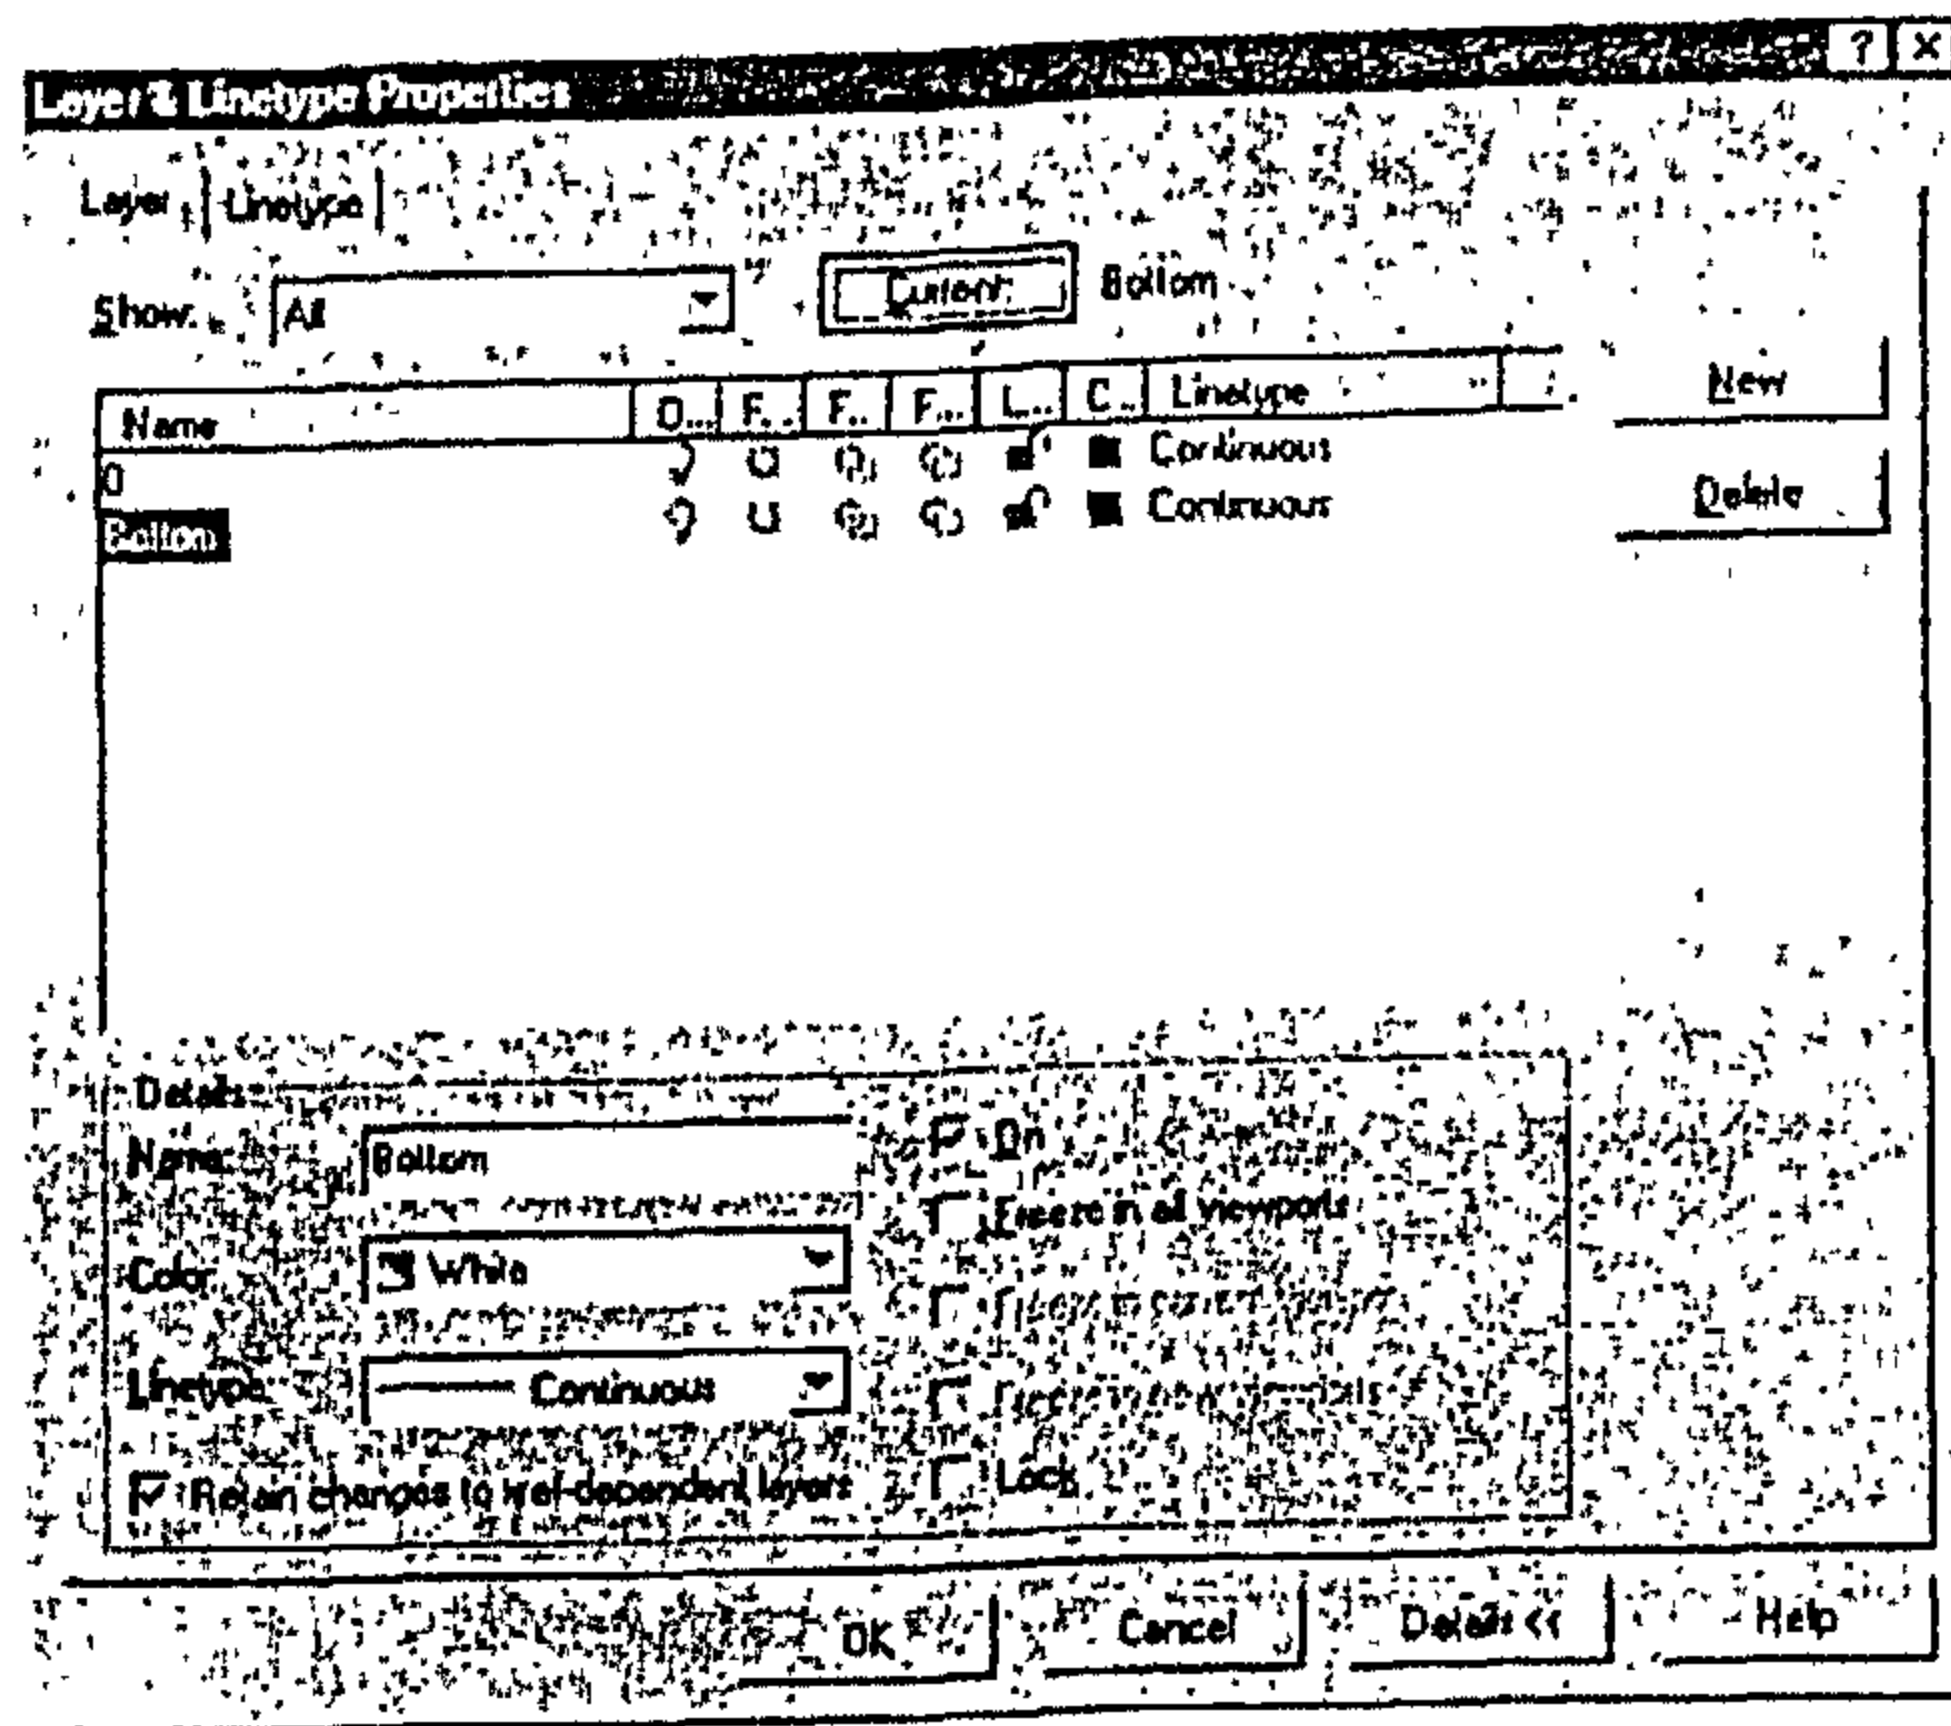 Layer & Linetype Properties ? X
Layer Linetype
Show: All Current: Bottom
Name O... F... F... F... L... C... Linetype
New
0 Continuous
Delete
Bottom Continuous
Details
Name: Bottom On
Freeze in all viewports
Color: White
Linetype: Continuous
Retain changes to xref-dependent layers Lock
OK Cancel Details << Help